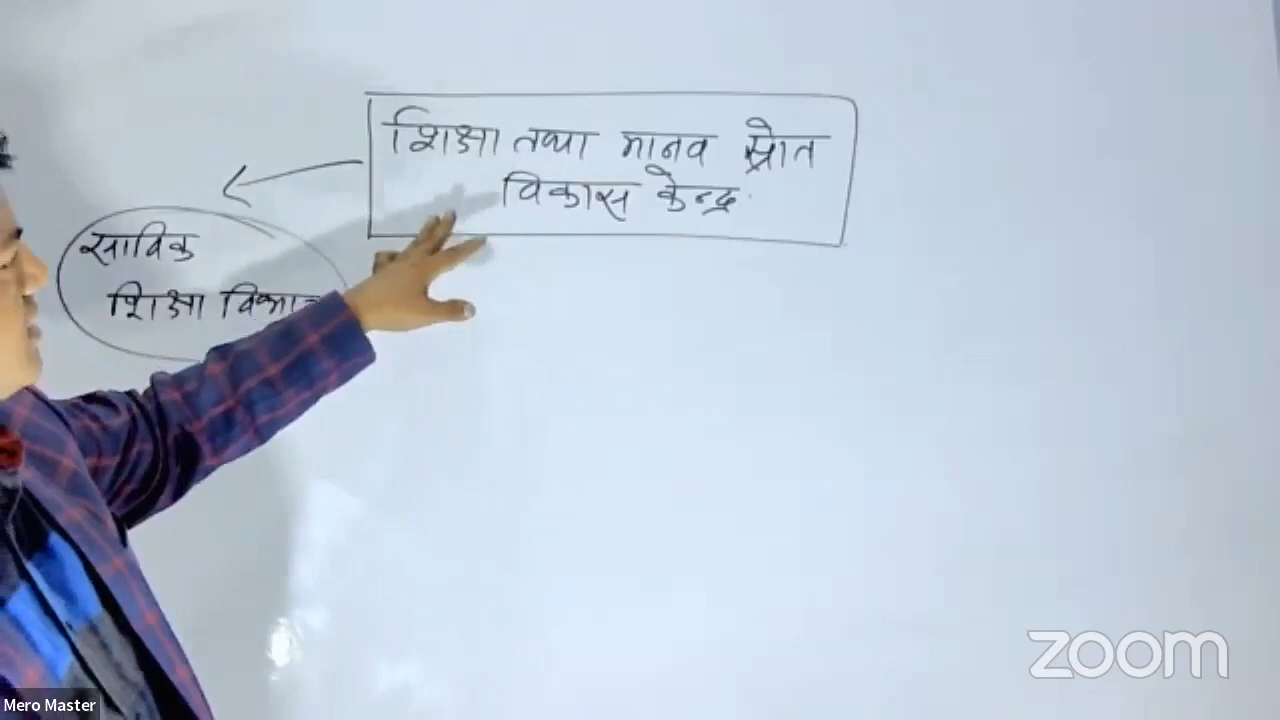 शिक्षा तथा मानव स्रोत
विकास केन्द्र
साविक
शिक्षा
zoom
Mero Master